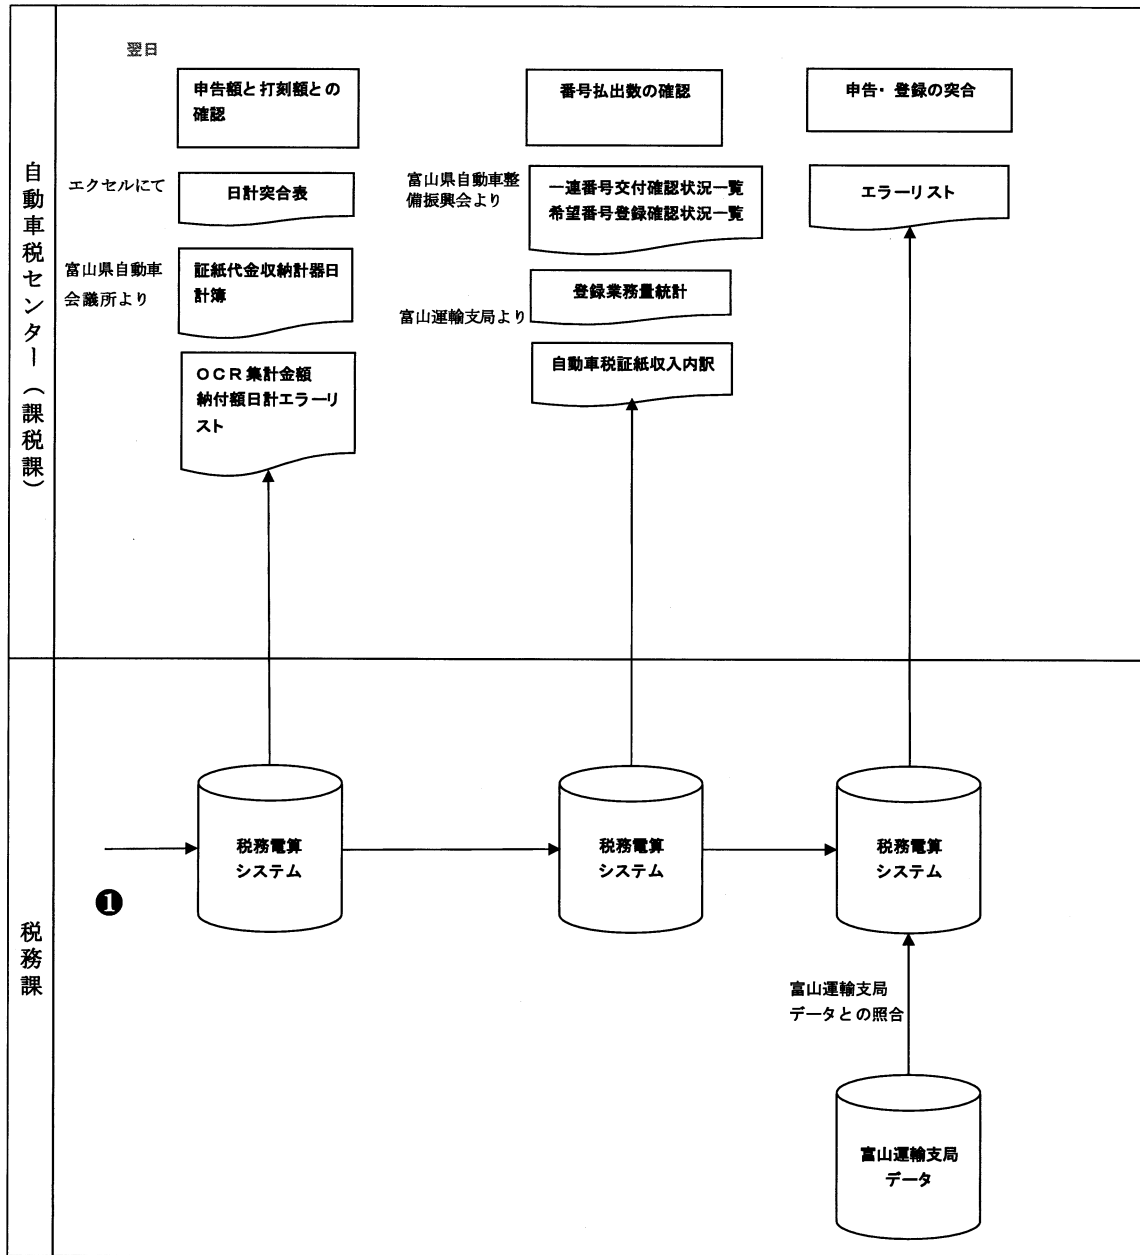 自動車税センター（課税課）
翌日
申告額と打刻額との
確認
エクセルにて
日計突合表
富山県自動車
会議所より
証紙代金収納計器日
計簿
ＯＣＲ集計金額
納付額日計エラーリ
スト
番号払出数の確認
富山県自動車整
備振興会より
一連番号交付確認状況一覧
希望番号登録確認状況一覧
登録業務量統計
富山運輸支局より
自動車税証紙収入内訳
申告・登録の突合
エラーリスト
税務課
❶
税務電算
システム
税務電算
システム
税務電算
システム
富山運輸支局
データとの照合
富山運輸支局
データ